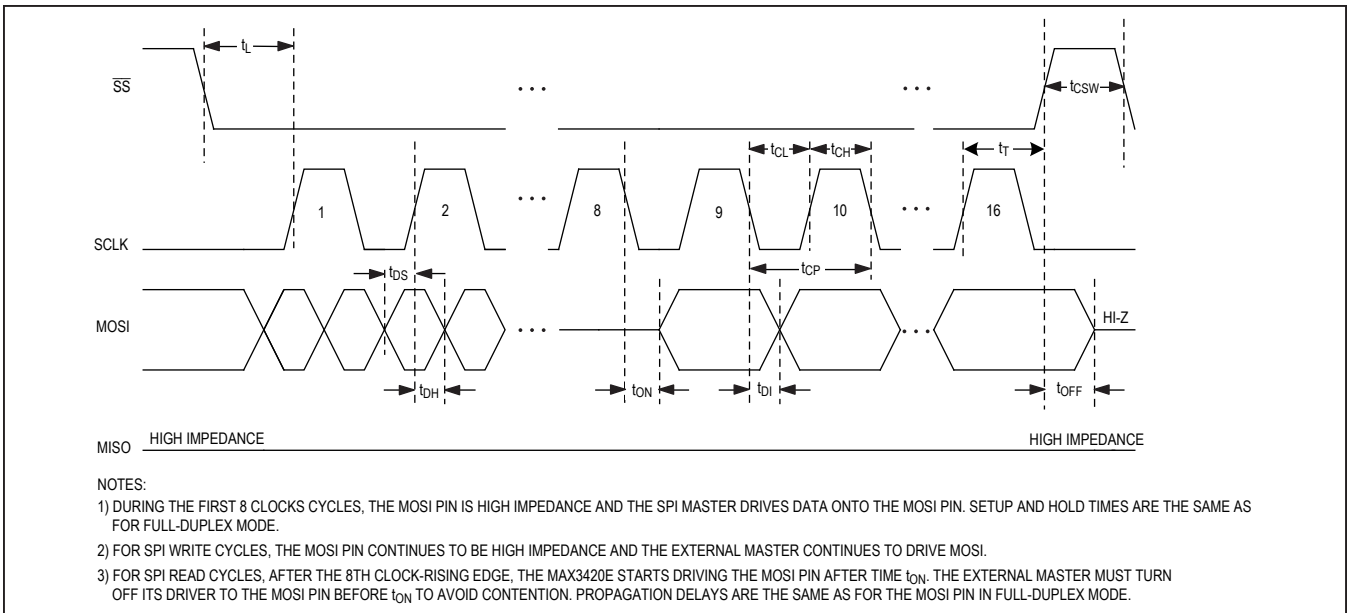 tL
SS
• • •
• • •
tCSW
tCL
tCH
tT
1
2
• • •
8
9
10
• • •
16
SCLK
tDS
tCP
MOSI
• • •
• • •
HI-Z
tDH
tON
tDI
tOFF
MISO HIGH IMPEDANCE HIGH IMPEDANCE
NOTES:
1) DURING THE FIRST 8 CLOCKS CYCLES, THE MOSI PIN IS HIGH IMPEDANCE AND THE SPI MASTER DRIVES DATA ONTO THE MOSI PIN. SETUP AND HOLD TIMES ARE THE SAME AS
FOR FULL-DUPLEX MODE.
2) FOR SPI WRITE CYCLES, THE MOSI PIN CONTINUES TO BE HIGH IMPEDANCE AND THE EXTERNAL MASTER CONTINUES TO DRIVE MOSI.
3) FOR SPI READ CYCLES, AFTER THE 8TH CLOCK-RISING EDGE, THE MAX3420E STARTS DRIVING THE MOSI PIN AFTER TIME tON. THE EXTERNAL MASTER MUST TURN
OFF ITS DRIVER TO THE MOSI PIN BEFORE tON TO AVOID CONTENTION. PROPAGATION DELAYS ARE THE SAME AS FOR THE MOSI PIN IN FULL-DUPLEX MODE.